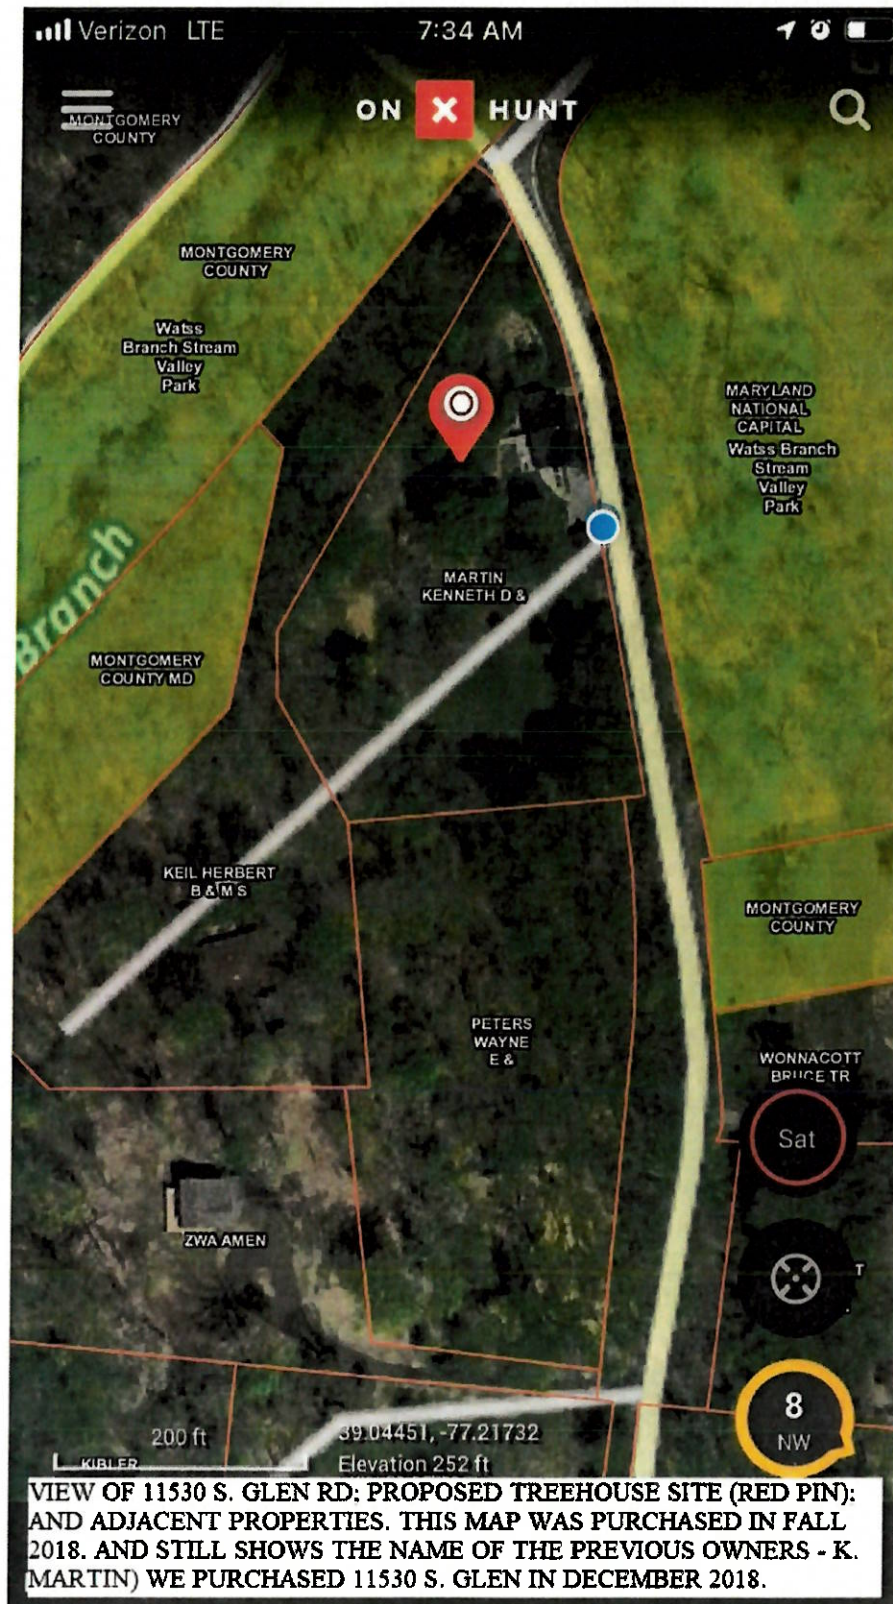 Verizon LTE 7:34 AM
MONTGOMERY
COUNTY
ON X HUNT
MONTGOMERY
COUNTY
Watss
Branch Stream
Valley
Park
MARYLAND
NATIONAL
CAPITAL
Watss Branch
Stream
Valley
Park
Branch
MARTIN
KENNETH D &
MONTGOMERY
COUNTY MD
KEIL HERBERT
B & M S
MONTGOMERY
COUNTY
PETERS
WAYNE
E &
WONNACOTT
BRUCE TR
Sat
ZWA AMEN
T
8
NW
200 ft
39.04451, -77.21732
KIBLER
Elevation 252 ft
VIEW OF 11530 S. GLEN RD; PROPOSED TREEHOUSE SITE (RED PIN);
AND ADJACENT PROPERTIES. THIS MAP WAS PURCHASED IN FALL
2018. AND STILL SHOWS THE NAME OF THE PREVIOUS OWNERS - K.
MARTIN) WE PURCHASED 11530 S. GLEN IN DECEMBER 2018.